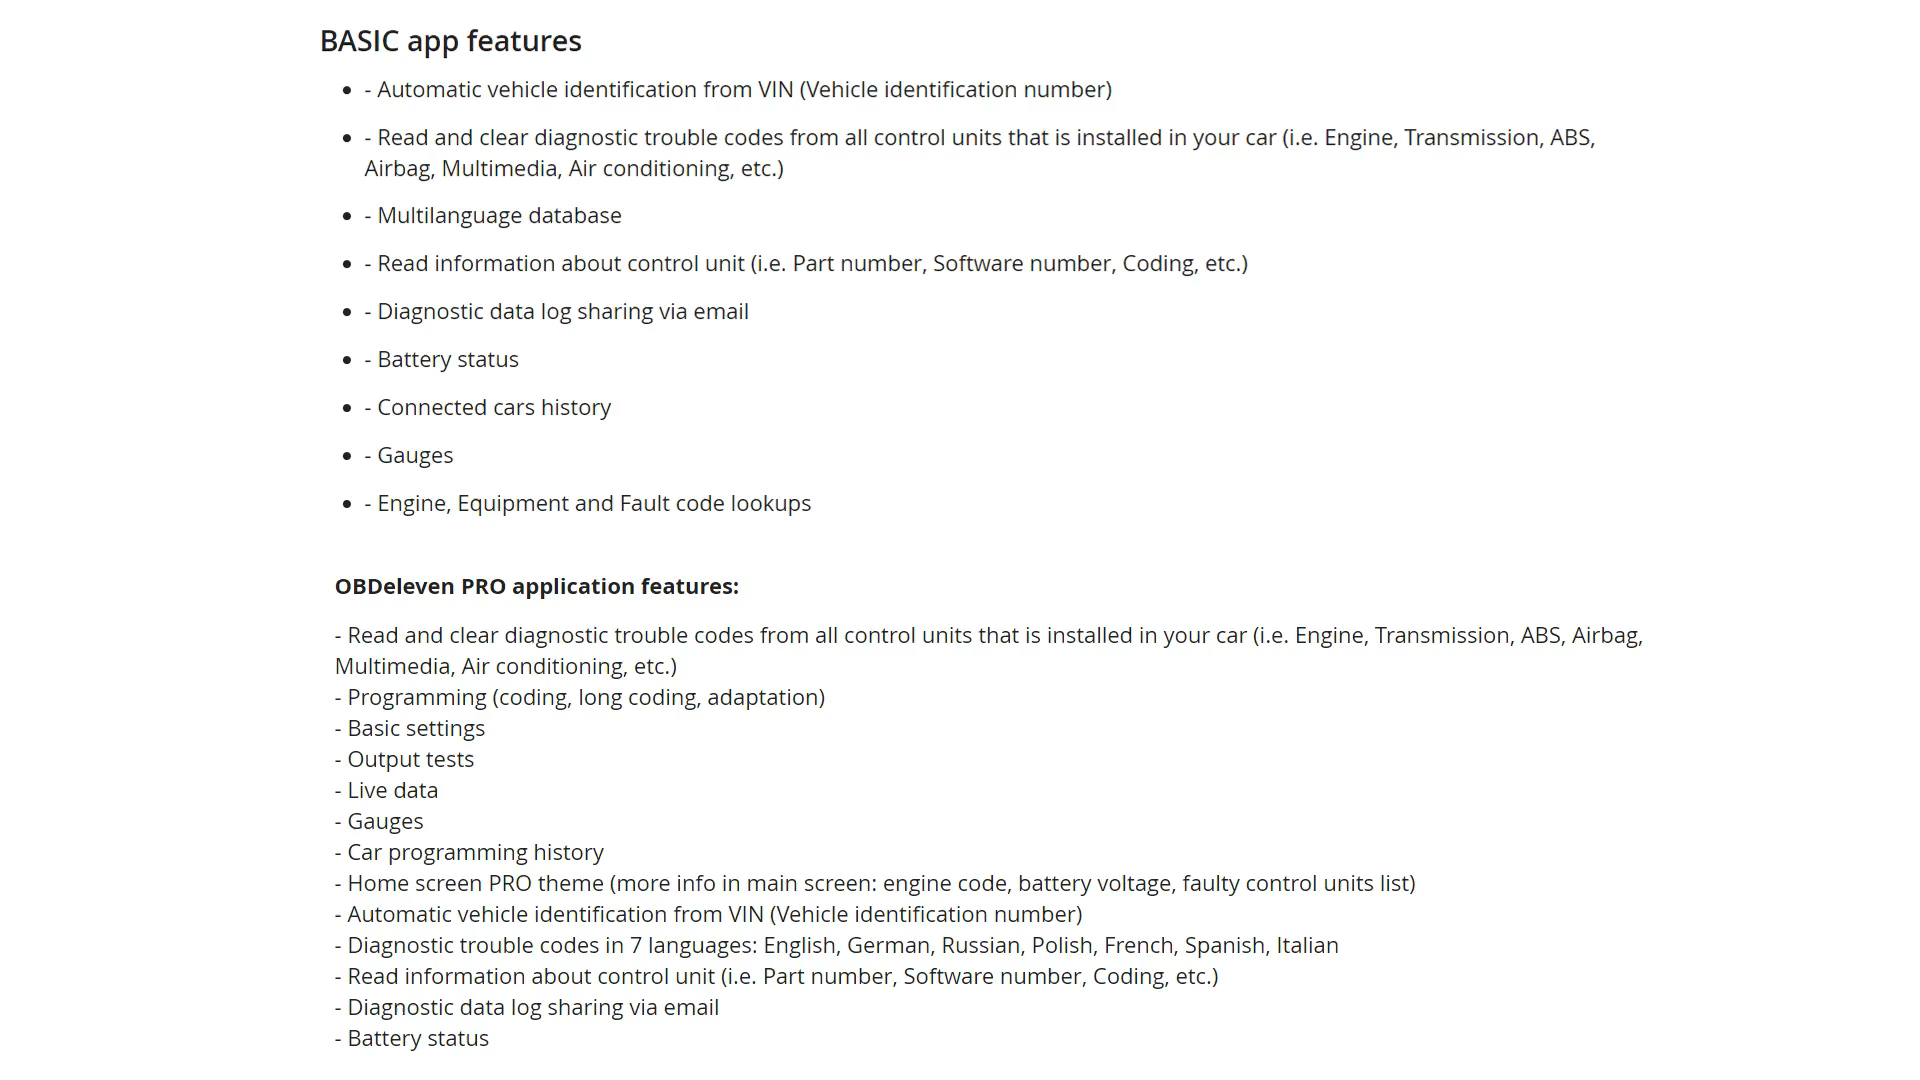 BASIC app features
- Automatic vehicle identification from VIN (Vehicle identification number)
- Read and clear diagnostic trouble codes from all control units that is installed in your car (i.e. Engine, Transmission, ABS,
Airbag, Multimedia, Air conditioning, etc.)
- Multilanguage database
- Read information about control unit (i.e. Part number, Software number, Coding, etc.)
- Diagnostic data log sharing via email
- Battery status
- Connected cars history
- Gauges
- Engine, Equipment and Fault code lookups
OBDeleven PRO application features:
- Read and clear diagnostic trouble codes from all control units that is installed in your car (i.e. Engine, Transmission, ABS, Airbag,
Multimedia, Air conditioning, etc.)
- Programming (coding, long coding, adaptation)
- Basic settings
- Output tests
- Live data
- Gauges
- Car programming history
- Home screen PRO theme (more info in main screen: engine code, battery voltage, faulty control units list)
- Automatic vehicle identification from VIN (Vehicle identification number)
- Diagnostic trouble codes in 7 languages: English, German, Russian, Polish, French, Spanish, Italian
- Read information about control unit (i.e. Part number, Software number, Coding, etc.)
- Diagnostic data log sharing via email
- Battery status